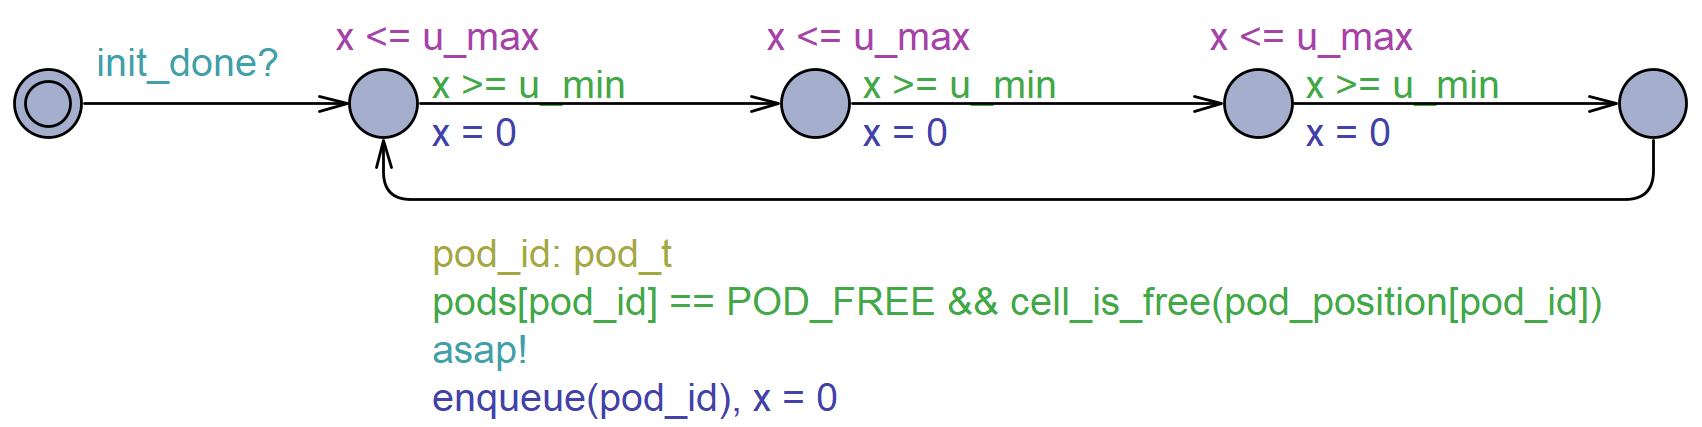 x <= u_max
x <= u_max
x <= u_max
init_done?
x >= u_min
x >= u_min
x >= u_min
x = 0
x = 0
x = 0
pod_id: pod_t
pods[pod_id] == POD_FREE && cell_is_free(pod_position[pod_id])
asap!
enqueue(pod_id), x = 0